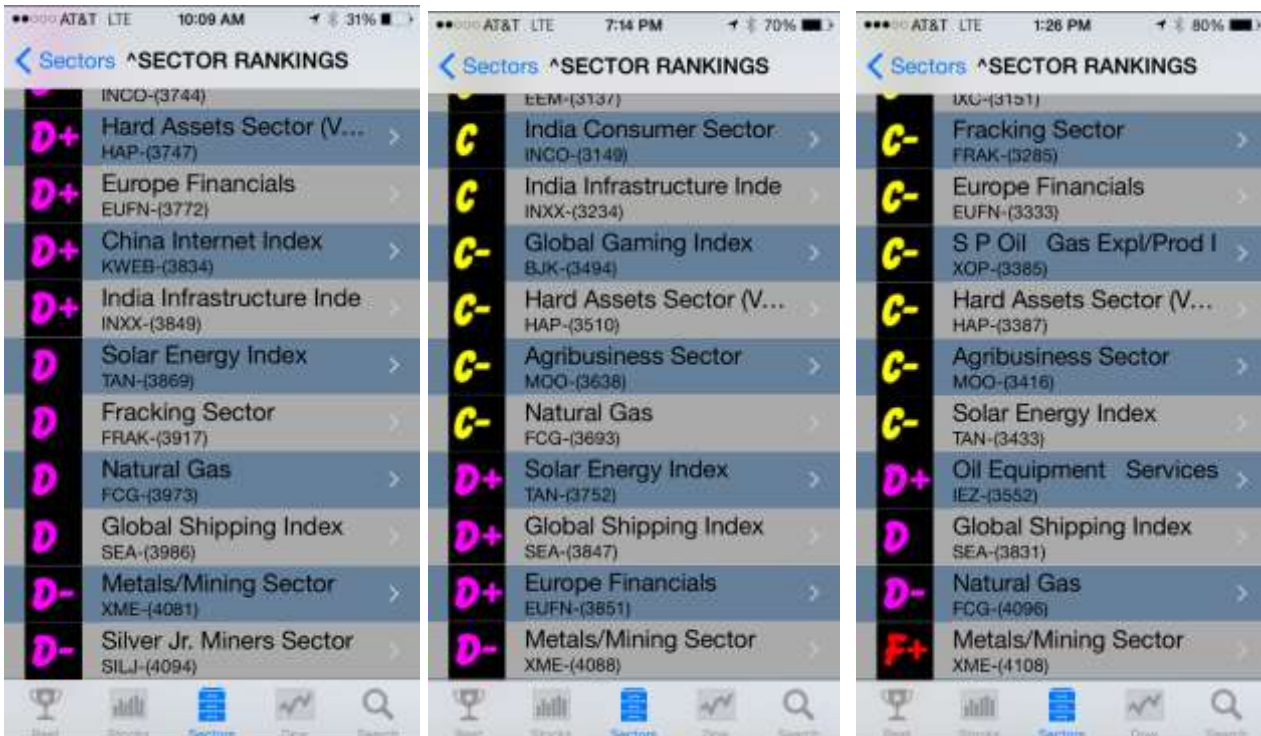 AT&T LTE 10:09 AM 31%
Sectors ^SECTOR RANKINGS
INCO-(3744)
D+ Hard Assets Sector (V...
HAP-(3747)
D+ Europe Financials
EUFN-(3772)
D+ China Internet Index
KWEB-(3834)
D+ India Infrastructure Inde
INXX-(3849)
D Solar Energy Index
TAN-(3869)
D Fracking Sector
FRAK-(3917)
D Natural Gas
FCG-(3973)
D Global Shipping Index
SEA-(3986)
D- Metals/Mining Sector
XME-(4081)
D- Silver Jr. Miners Sector
SILJ-(4094)
Sectors
AT&T LTE 7:14 PM 70%
Sectors ^SECTOR RANKINGS
C EEM-(3137)
C India Consumer Sector
INCO-(3149)
C India Infrastructure Inde
INXX-(3234)
C- Global Gaming Index
BJK-(3494)
C- Hard Assets Sector (V...
HAP-(3510)
C- Agribusiness Sector
MOO-(3638)
C- Natural Gas
FCG-(3693)
D+ Solar Energy Index
TAN-(3752)
D+ Global Shipping Index
SEA-(3847)
D+ Europe Financials
EUFN-(3851)
D- Metals/Mining Sector
XME-(4088)
Sectors
AT&T LTE 1:26 PM 80%
Sectors ^SECTOR RANKINGS
IXC-(3151)
C- Fracking Sector
FRAK-(3285)
C- Europe Financials
EUFN-(3333)
C- S P Oil Gas Expl/Prod I
XOP-(3385)
C- Hard Assets Sector (V...
HAP-(3387)
C- Agribusiness Sector
MOO-(3416)
C- Solar Energy Index
TAN-(3433)
D+ Oil Equipment Services
IEZ-(3552)
D Global Shipping Index
SEA-(3831)
D- Natural Gas
FCG-(4096)
F+ Metals/Mining Sector
XME-(4108)
Sectors